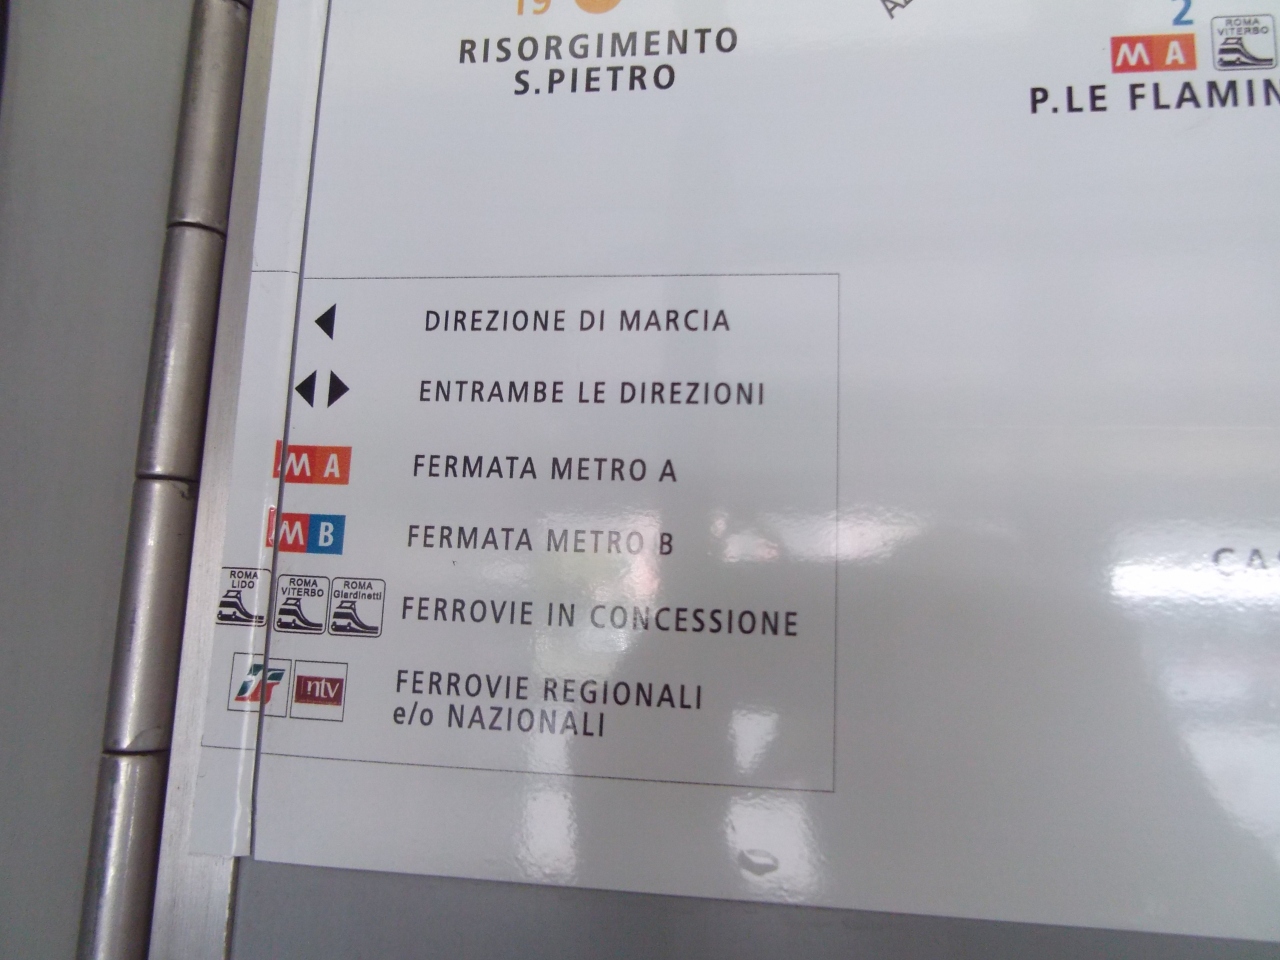 19
RISORGIMENTO
S.PIETRO
2
M A
ROMA
VITERBO
P.LE FLAMIN
DIREZIONE DI MARCIA
ENTRAMBE LE DIREZIONI
M A FERMATA METRO A
M B FERMATA METRO B
ROMA
LIDO
ROMA
VITERBO
ROMA
Giardinetti
FERROVIE IN CONCESSIONE
ntv
FERROVIE REGIONALI
e/o NAZIONALI